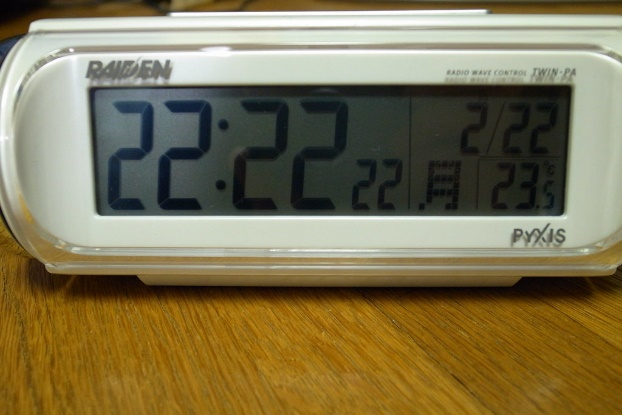 RAIDEN
RADIO WAVE CONTROL TWIN-PA
22:22 22
月
2/22
23.5°C
PYXIS